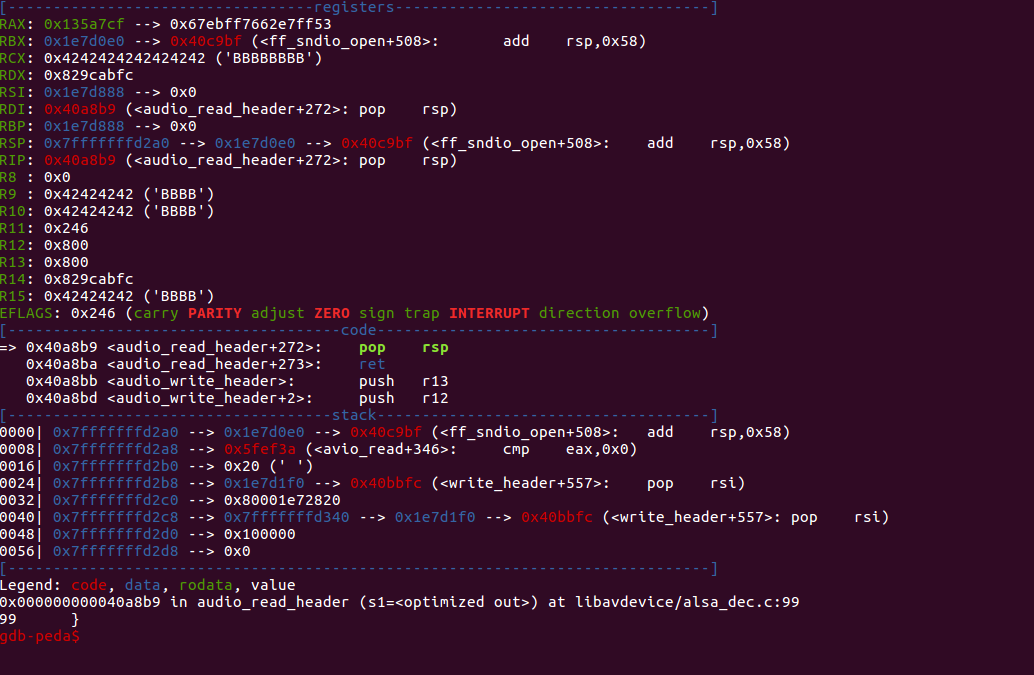 [----------------------------------registers-----------------------------------]
RAX: 0x135a7cf --> 0x67ebff7662e7ff53
RBX: 0x1e7d0e0 --> 0x40c9bf (<ff_sndio_open+508>:	add    rsp,0x58)
RCX: 0x4242424242424242 ('BBBBBBBB')
RDX: 0x829cabfc
RSI: 0x1e7d888 --> 0x0
RDI: 0x40a8b9 (<audio_read_header+272>:	pop    rsp)
RBP: 0x1e7d888 --> 0x0
RSP: 0x7fffffffd2a0 --> 0x1e7d0e0 --> 0x40c9bf (<ff_sndio_open+508>:	add    rsp,0x58)
RIP: 0x40a8b9 (<audio_read_header+272>:	pop    rsp)
R8 : 0x0
R9 : 0x42424242 ('BBBB')
R10: 0x42424242 ('BBBB')
R11: 0x246
R12: 0x800
R13: 0x800
R14: 0x829cabfc
R15: 0x42424242 ('BBBB')
EFLAGS: 0x246 (carry PARITY adjust ZERO sign trap INTERRUPT direction overflow)
[-------------------------------------code-------------------------------------]
=> 0x40a8b9 <audio_read_header+272>:	pop    rsp
   0x40a8ba <audio_read_header+273>:	ret
   0x40a8bb <audio_write_header>:	push   r13
   0x40a8bd <audio_write_header+2>:	push   r12
[------------------------------------stack-------------------------------------]
0000| 0x7fffffffd2a0 --> 0x1e7d0e0 --> 0x40c9bf (<ff_sndio_open+508>:	add    rsp,0x58)
0008| 0x7fffffffd2a8 --> 0x5fef3a (<avio_read+346>:	cmp    eax,0x0)
0016| 0x7fffffffd2b0 --> 0x20 (' ')
0024| 0x7fffffffd2b8 --> 0x1e7d1f0 --> 0x40bbfc (<write_header+557>:	pop    rsi)
0032| 0x7fffffffd2c0 --> 0x80001e72820
0040| 0x7fffffffd2c8 --> 0x7fffffffd340 --> 0x1e7d1f0 --> 0x40bbfc (<write_header+557>: pop    rsi)
0048| 0x7fffffffd2d0 --> 0x100000
0056| 0x7fffffffd2d8 --> 0x0
[------------------------------------------------------------------------------]
Legend: code, data, rodata, value
0x000000000040a8b9 in audio_read_header (s1=<optimized out>) at libavdevice/alsa_dec.c:99
99	}
gdb-peda$